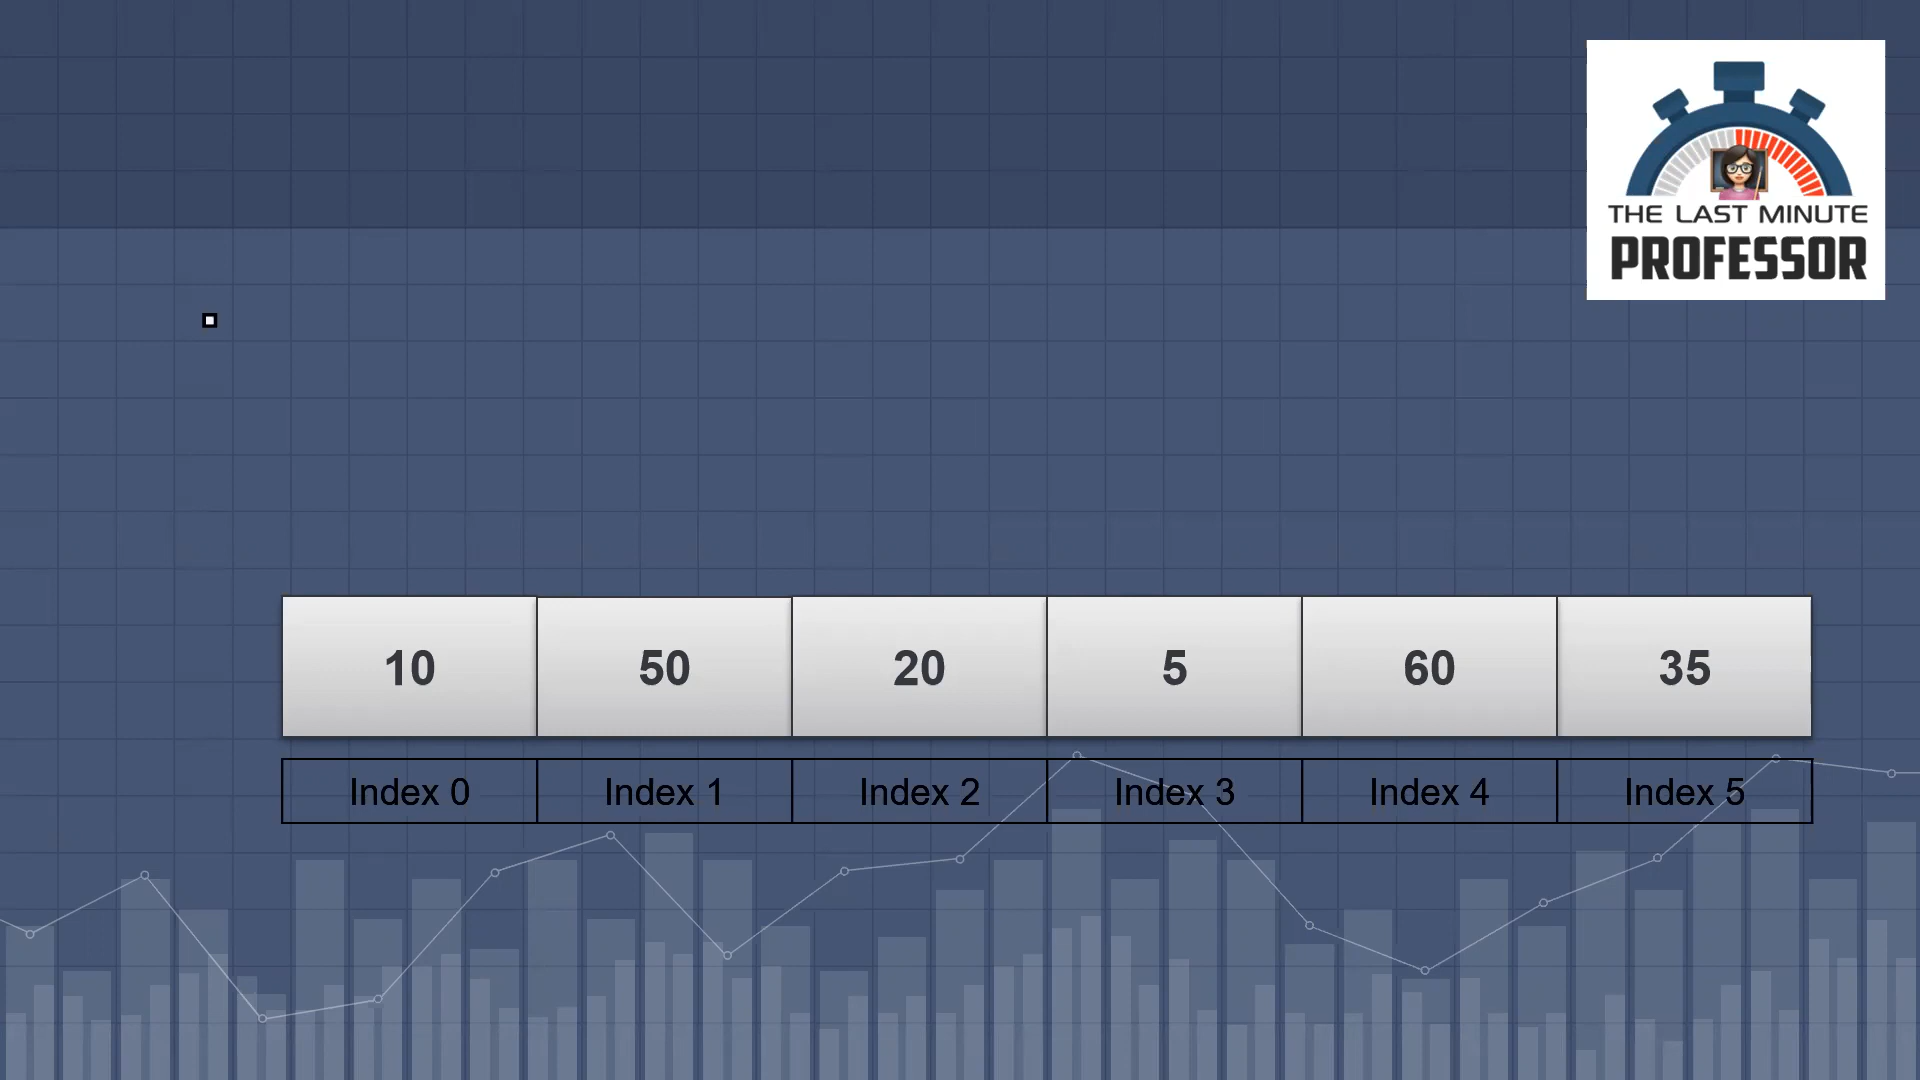 THE LAST MINUTE
PROFESSOR
10 50 20 5 60 35
Index 0 Index 1 Index 2 Index 3 Index 4 Index 5